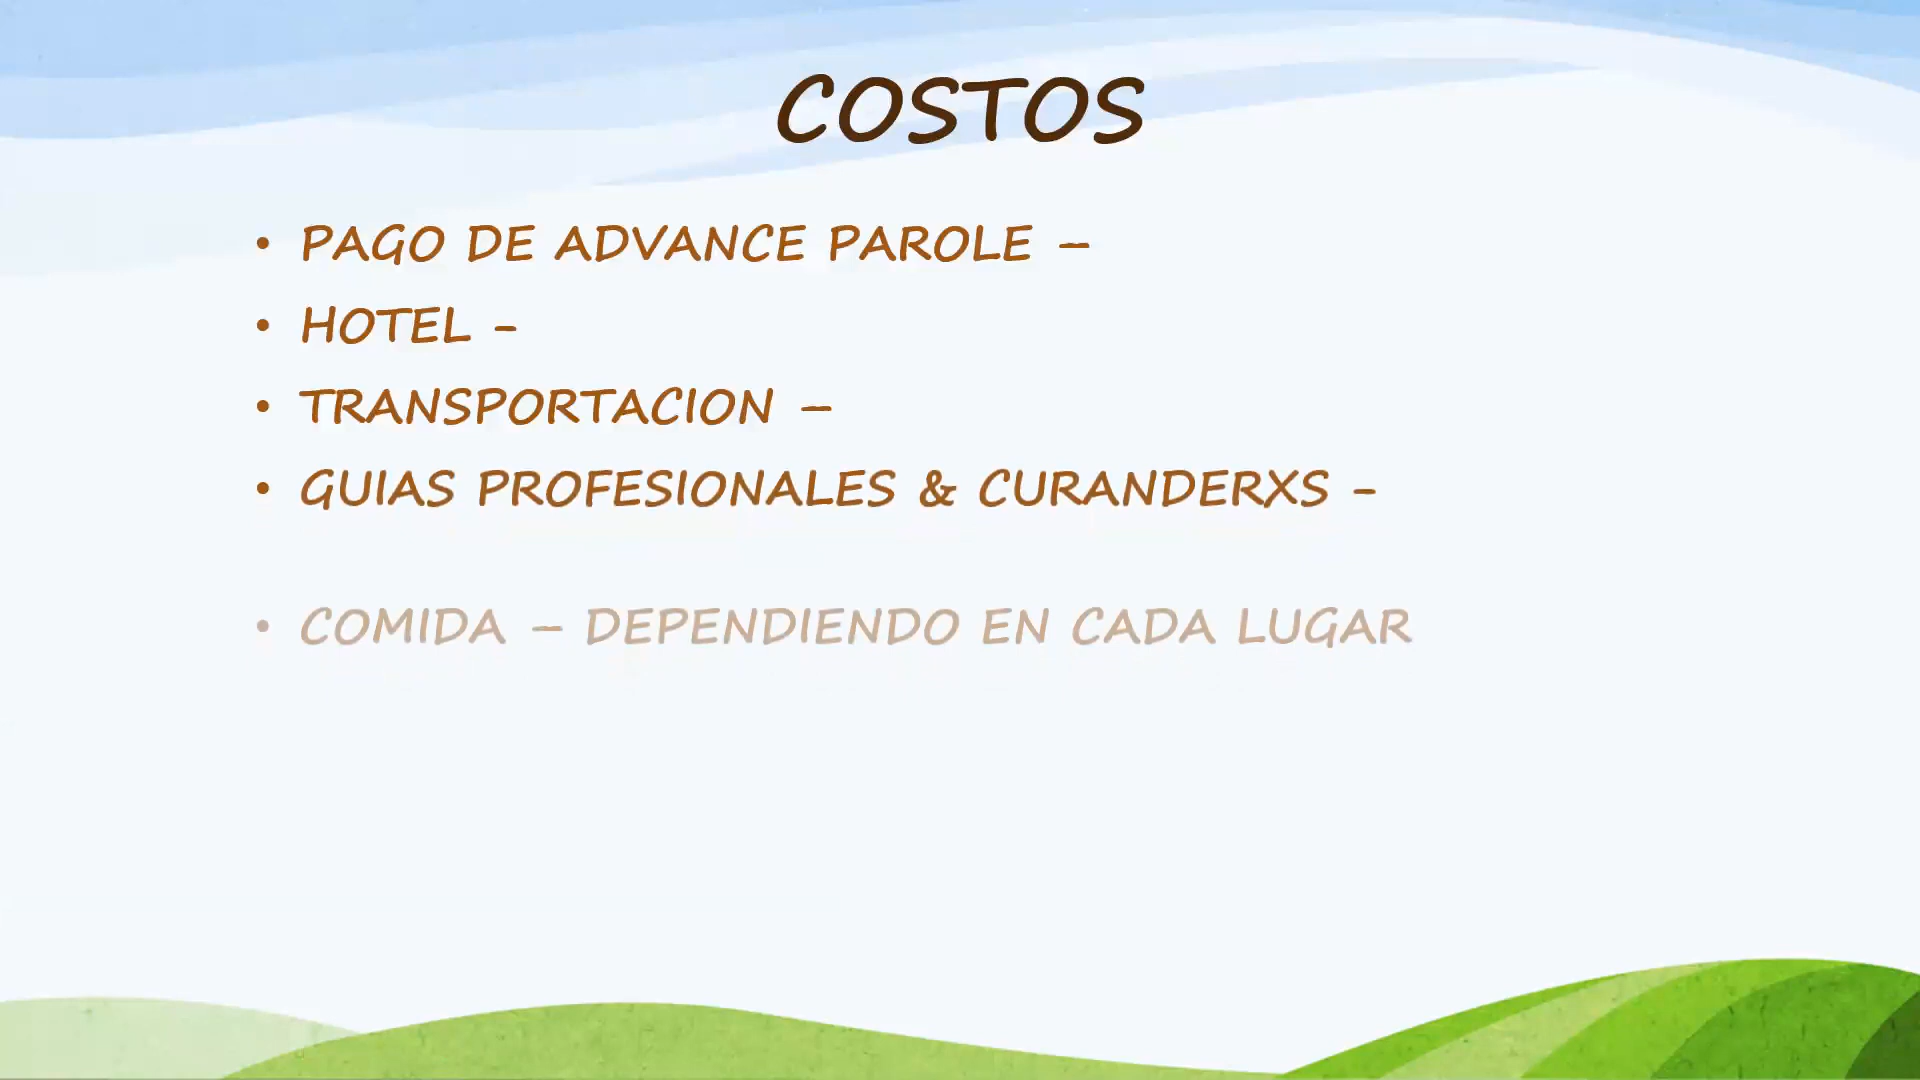 COSTOS
• PAGO DE ADVANCE PAROLE –
• HOTEL -
• TRANSPORTACION –
• GUIAS PROFESIONALES & CURANDERXS -
• COMIDA – DEPENDIENDO EN CADA LUGAR